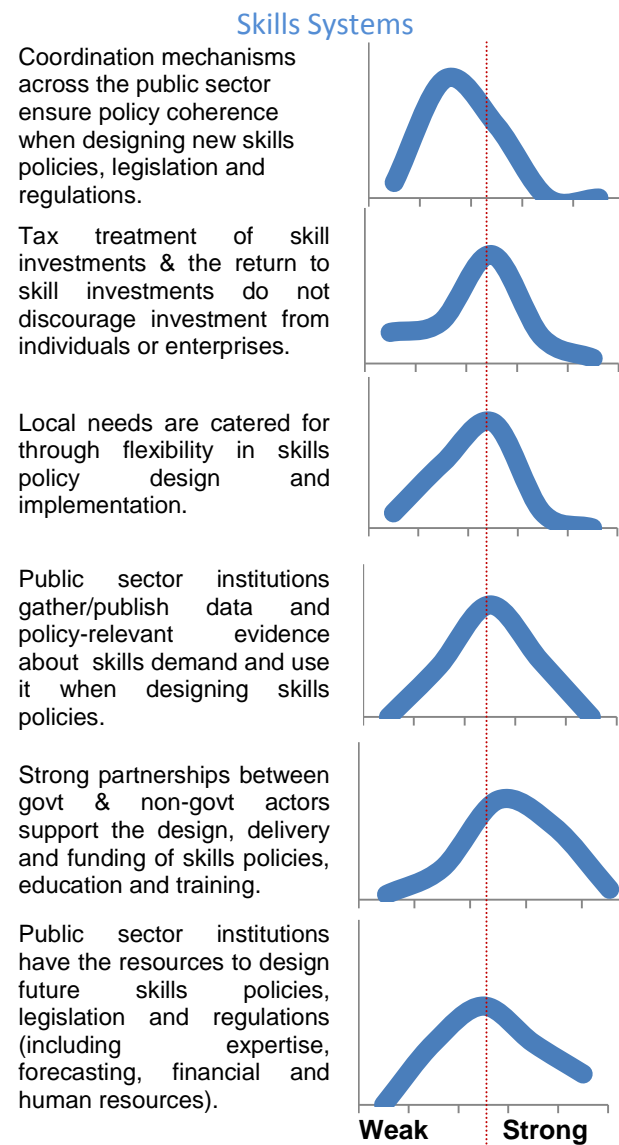 Skills Systems
Coordination mechanisms
across the public sector
ensure policy coherence
when designing new skills
policies, legislation and
regulations.
Tax treatment of skill
investments & the return to
skill investments do not
discourage investment from
individuals or enterprises.
Local needs are catered for
through flexibility in skills
policy design and
implementation.
Public sector institutions
gather/publish data and
policy-relevant evidence
about skills demand and use
it when designing skills
policies.
Strong partnerships between
govt & non-govt actors
support the design, delivery
and funding of skills policies,
education and training.
Public sector institutions
have the resources to design
future skills policies,
legislation and regulations
(including expertise,
forecasting, financial and
human resources).
Weak Strong